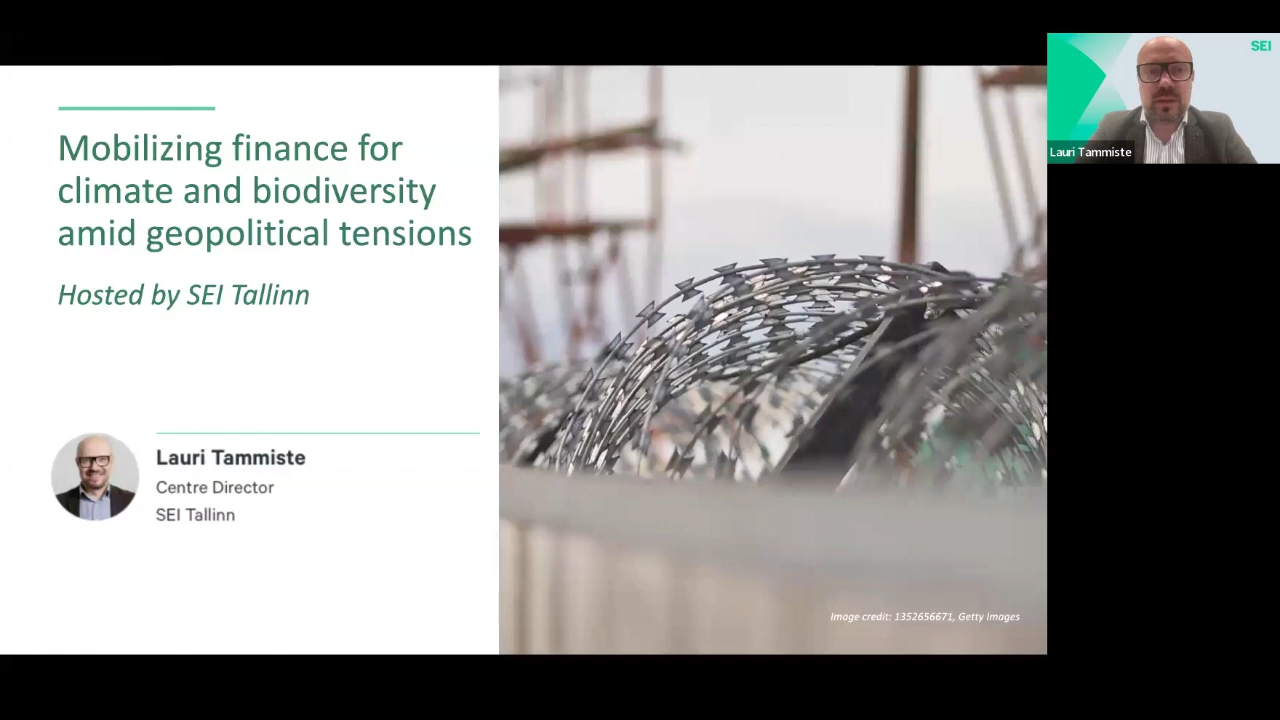 Mobilizing finance for
climate and biodiversity
amid geopolitical tensions
Hosted by SEI Tallinn
Lauri Tammiste
Centre Director
SEI Tallinn
Image credit: 1352656671, Getty Images
SEI
Lauri Tammiste